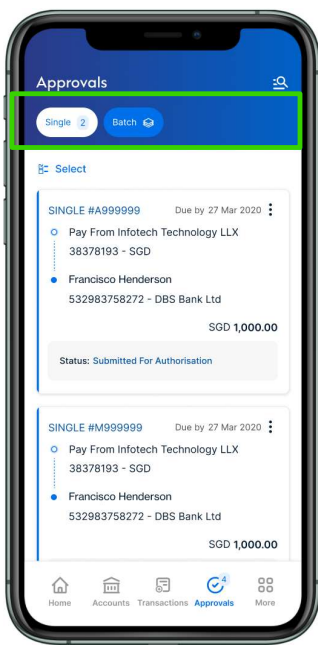 Approvals
Single 2 Batch
Select
SINGLE #A999999 Due by 27 Mar 2020
Pay From Infotech Technology LLX
38378193 - SGD
Francisco Henderson
532983758272 - DBS Bank Ltd
SGD 1,000.00
Status: Submitted For Authorisation
SINGLE #M999999 Due by 27 Mar 2020
Pay From Infotech Technology LLX
38378193 - SGD
Francisco Henderson
532983758272 - DBS Bank Ltd
SGD 1,000.00
4
Home Accounts Transactions Approvals More